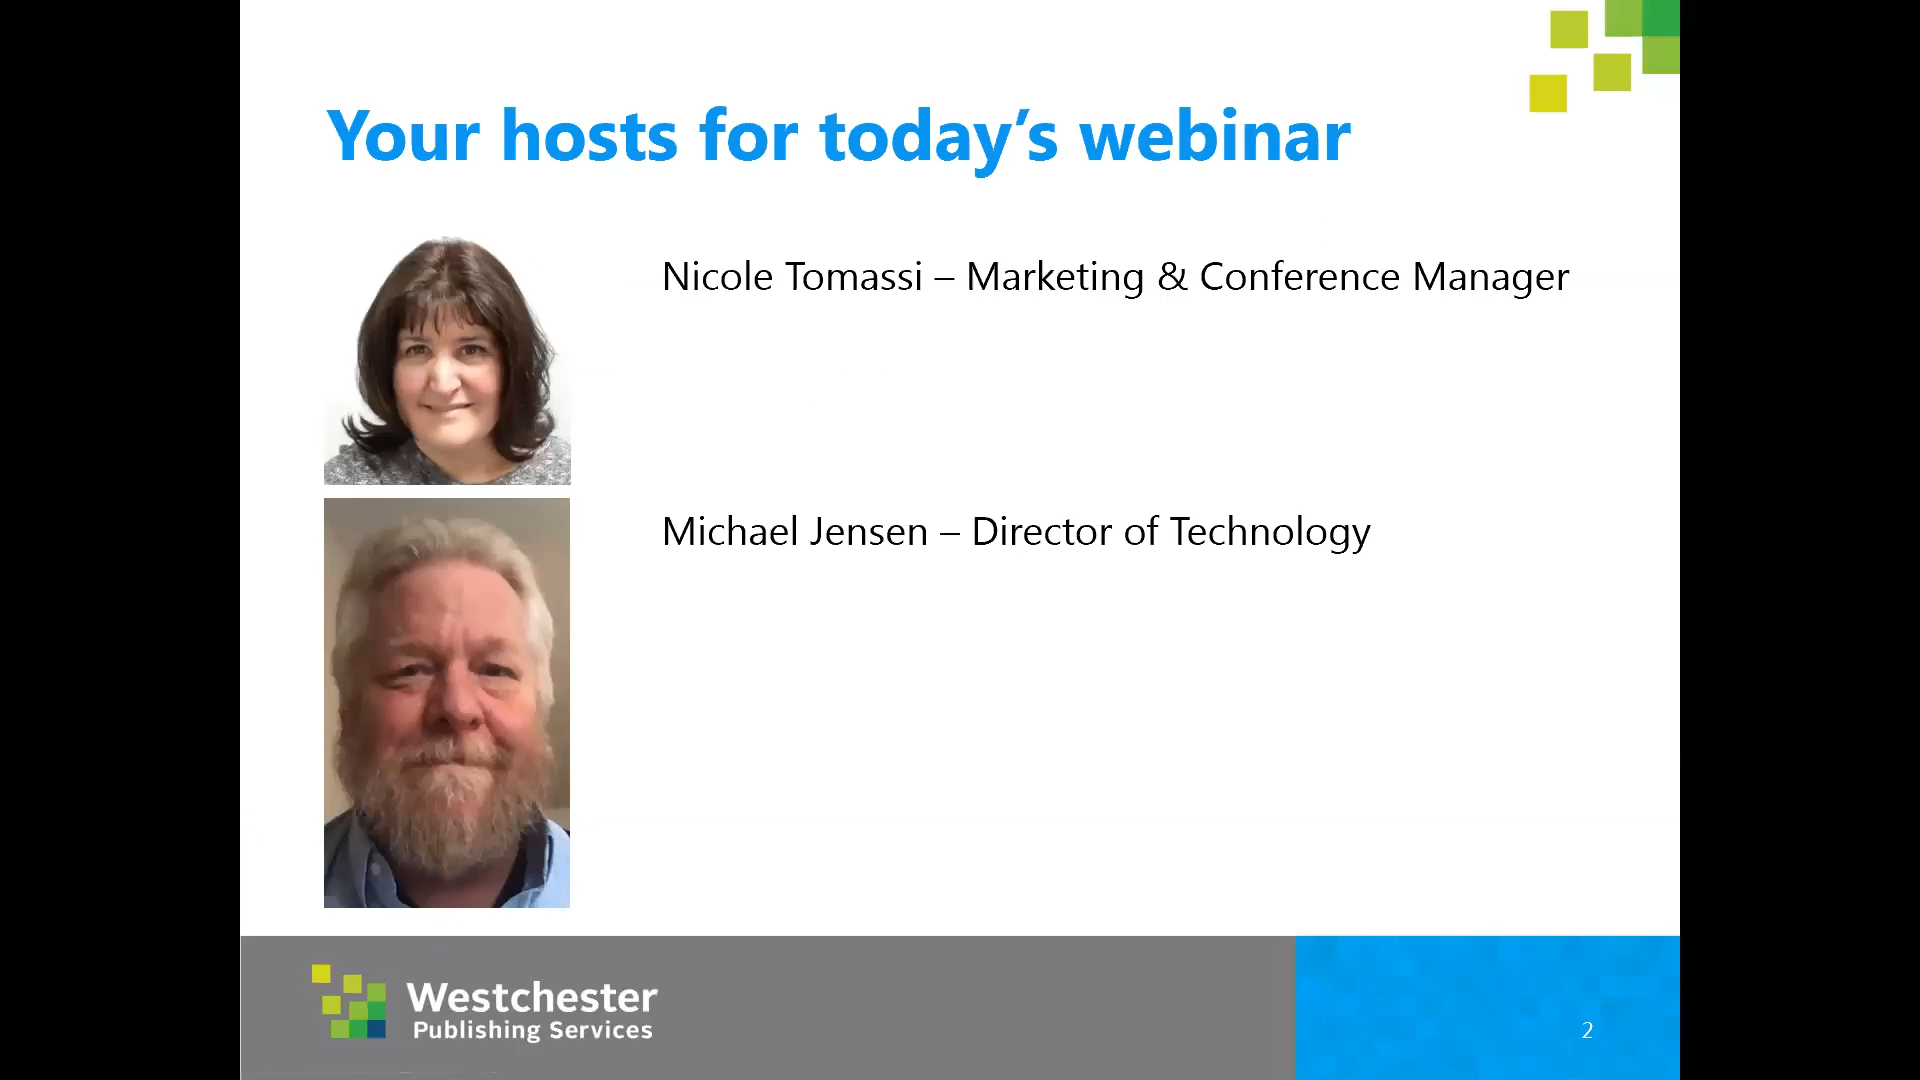 Your hosts for today’s webinar
Nicole Tomassi – Marketing & Conference Manager
Michael Jensen – Director of Technology
Westchester
Publishing Services
2